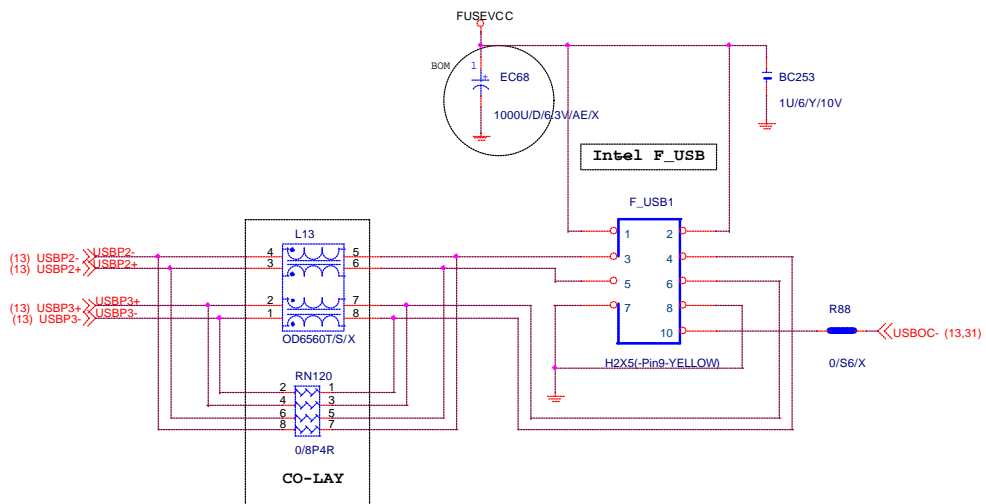 FUSEVCC
BOM
1
EC68
1000U/D/6.3V/AE/X
BC253
1U/6/Y/10V
Intel F_USB
F_USB1
1
2
3
4
5
6
7
8
10
H2X5(-Pin9-YELLOW)
R88
0/S6/X
USBOC- (13,31)
(13) USBP2-
USBP2-
(13) USBP2+
USBP2+
(13) USBP3+
USBP3+
(13) USBP3-
USBP3-
L13
4
5
3
6
2
7
1
8
OD6560T/S/X
RN120
2
1
4
3
6
5
8
7
0/8P4R
CO-LAY